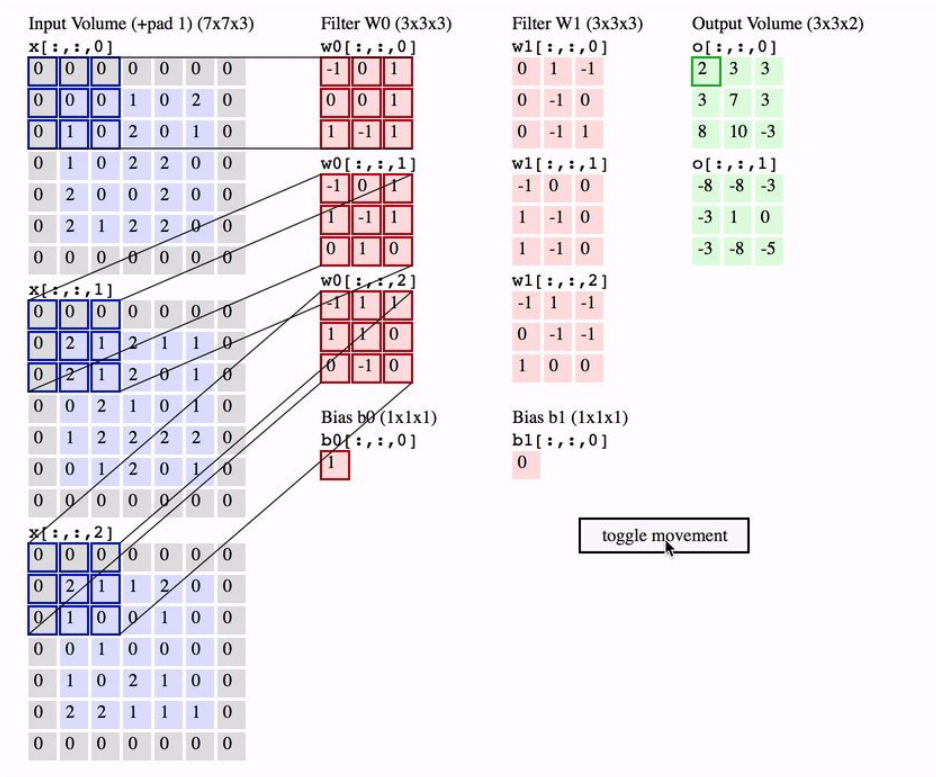 Input Volume (+pad 1) (7x7x3)
x[:,:,0]
0 0 0 0 0 0 0
0 0 0 1 0 2 0
0 1 0 2 0 1 0
0 1 0 2 2 0 0
0 2 0 0 2 0 0
0 2 1 2 2 0 0
0 0 0 0 0 0 0
x[:,:,1]
0 0 0 0 0 0 0
0 2 1 2 1 1 0
0 2 1 2 0 1 0
0 0 2 1 0 1 0
0 1 2 2 2 2 0
0 0 1 2 0 1 0
0 0 0 0 0 0 0
x[:,:,2]
0 0 0 0 0 0 0
0 2 1 1 2 0 0
0 1 0 0 1 0 0
0 0 1 0 0 0 0
0 1 0 2 1 0 0
0 2 2 1 1 1 0
0 0 0 0 0 0 0
Filter W0 (3x3x3)
w0[:,:,0]
-1 0 1
0 0 1
1 -1 1
w0[:,:,1]
-1 0 1
1 -1 1
0 1 0
w0[:,:,2]
-1 1 1
1 1 0
0 -1 0
Bias b0 (1x1x1)
b0[:,:,0]
1
Filter W1 (3x3x3)
w1[:,:,0]
0 1 -1
0 -1 0
0 -1 1
w1[:,:,1]
-1 0 0
1 -1 0
1 -1 0
w1[:,:,2]
-1 1 -1
0 -1 -1
1 0 0
Bias b1 (1x1x1)
b1[:,:,0]
0
Output Volume (3x3x2)
o[:,:,0]
2 3 3
3 7 3
8 10 -3
o[:,:,1]
-8 -8 -3
-3 1 0
-3 -8 -5
toggle movement